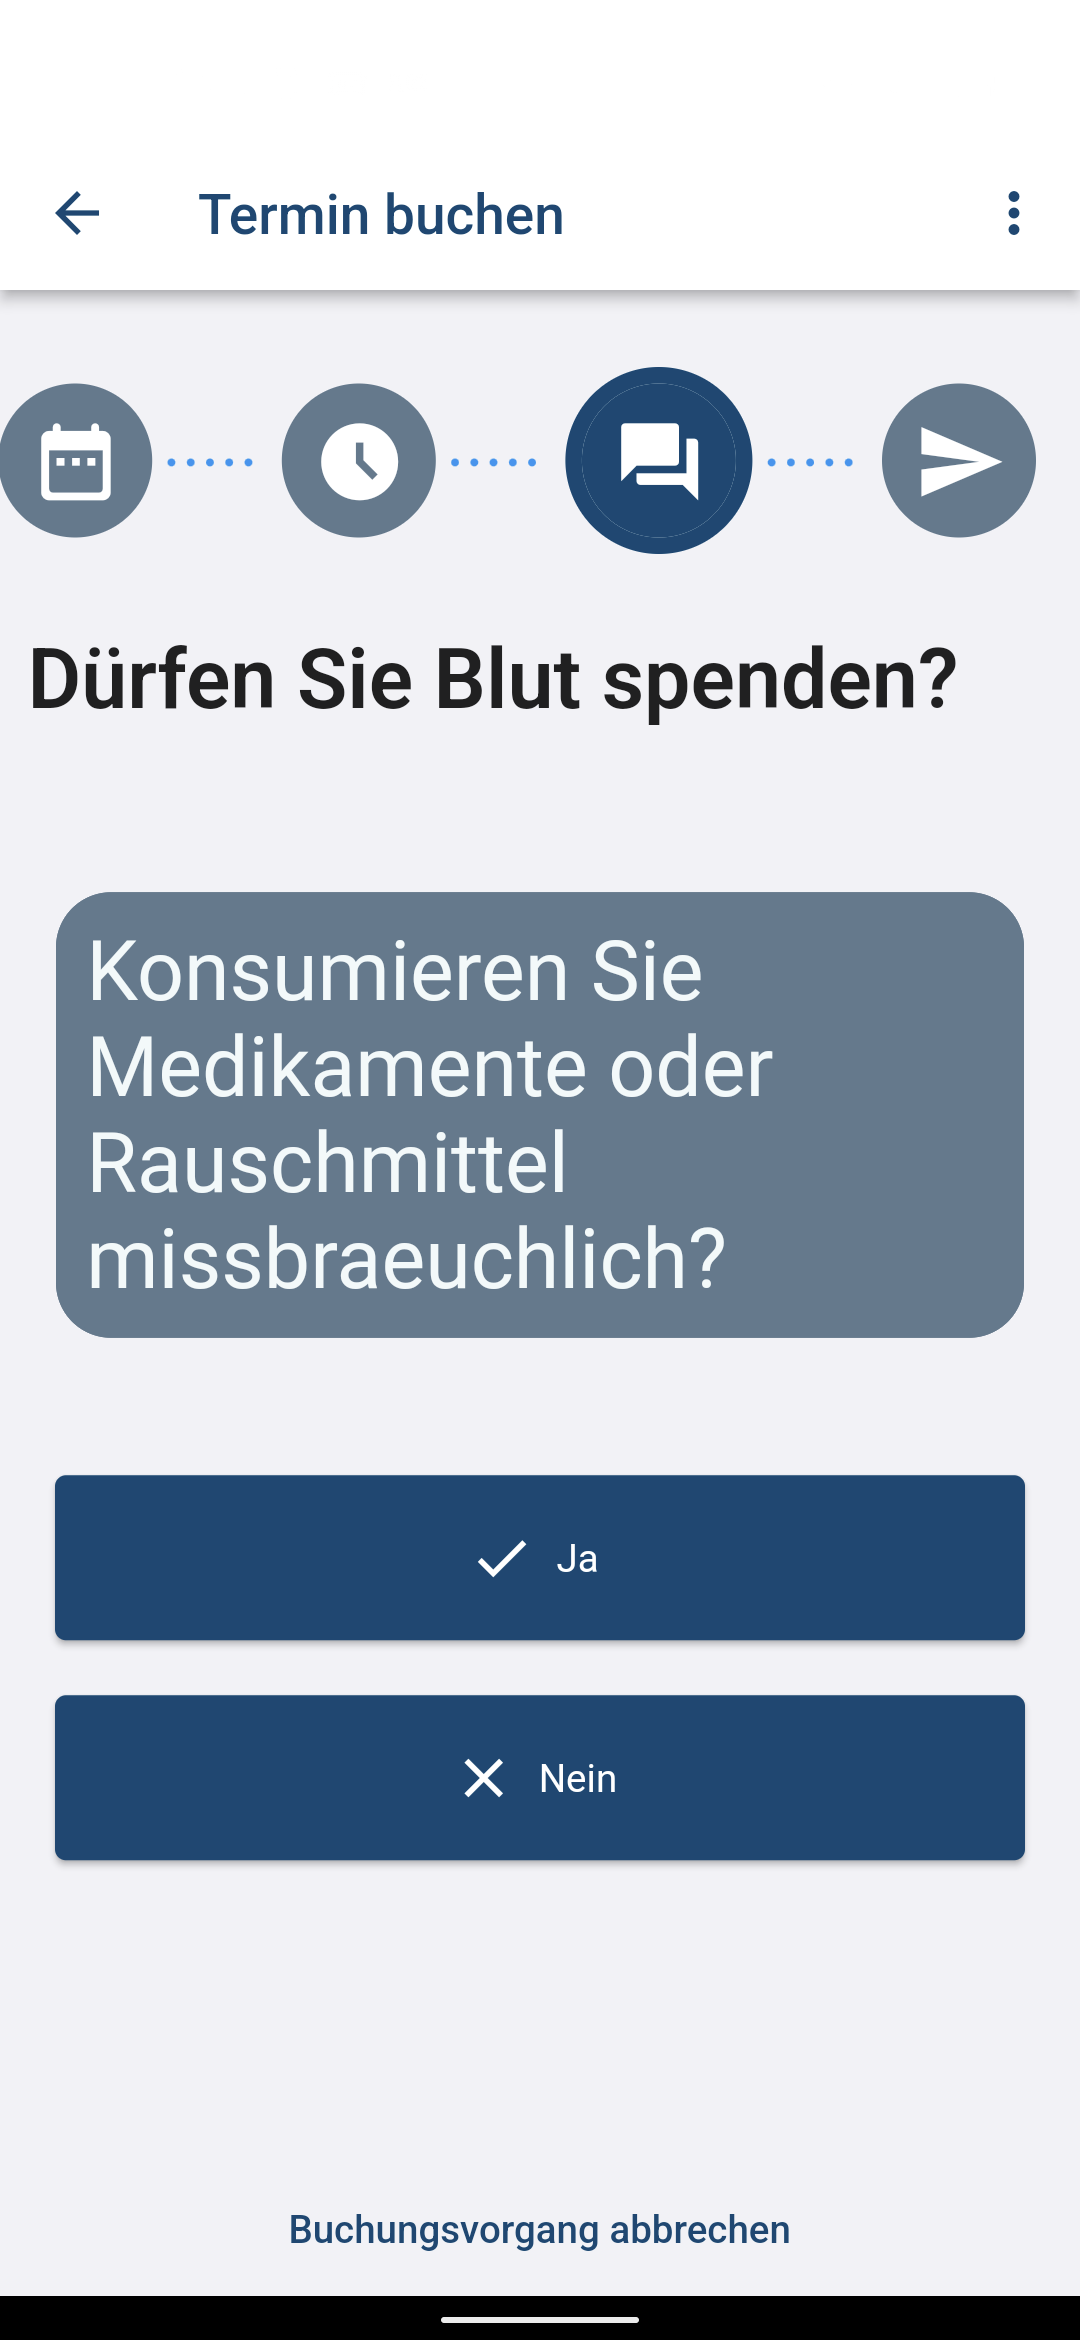 Termin buchen
Dürfen Sie Blut spenden?
Konsumieren Sie
Medikamente oder
Rauschmittel
missbraeuchlich?
Ja
Nein
Buchungsvorgang abbrechen